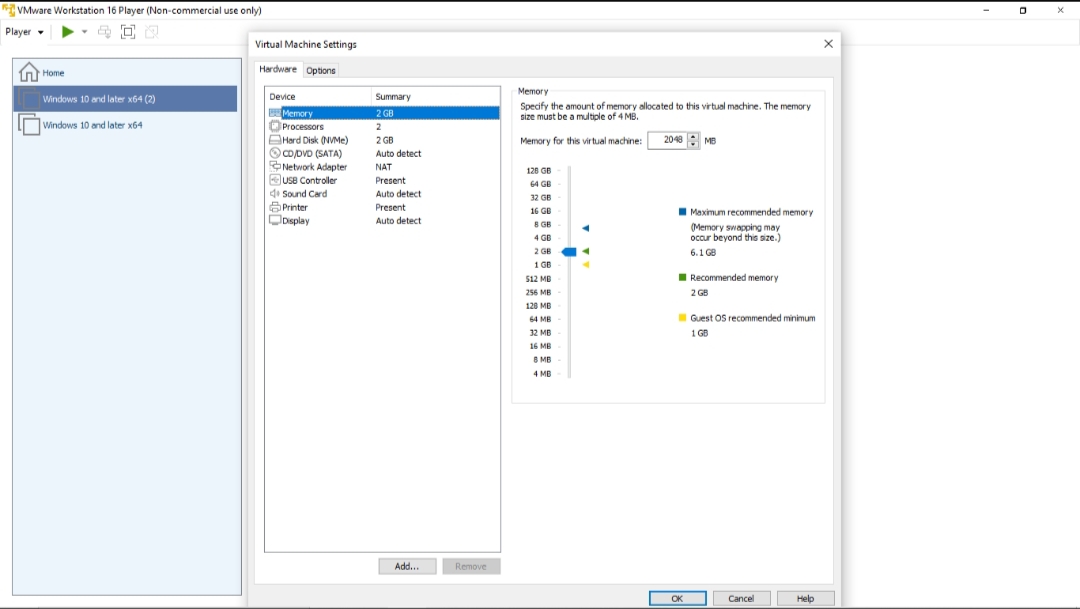 VMware Workstation 16 Player (Non-commercial use only)
Player
Home
Windows 10 and later x64 (2)
Windows 10 and later x64
Virtual Machine Settings
Hardware
Options
Device Summary
Memory 2 GB
Processors 2
Hard Disk (NVMe) 2 GB
CD/DVD (SATA) Auto detect
Network Adapter NAT
USB Controller Present
Sound Card Auto detect
Printer Present
Display Auto detect
Add...
Remove
Memory
Specify the amount of memory allocated to this virtual machine. The memory
size must be a multiple of 4 MB.
Memory for this virtual machine: 2048 MB
128 GB
64 GB
32 GB
16 GB
8 GB
4 GB
2 GB
1 GB
512 MB
256 MB
128 MB
64 MB
32 MB
16 MB
8 MB
4 MB
Maximum recommended memory
(Memory swapping may
occur beyond this size.)
6.1 GB
Recommended memory
2 GB
Guest OS recommended minimum
1 GB
OK
Cancel
Help